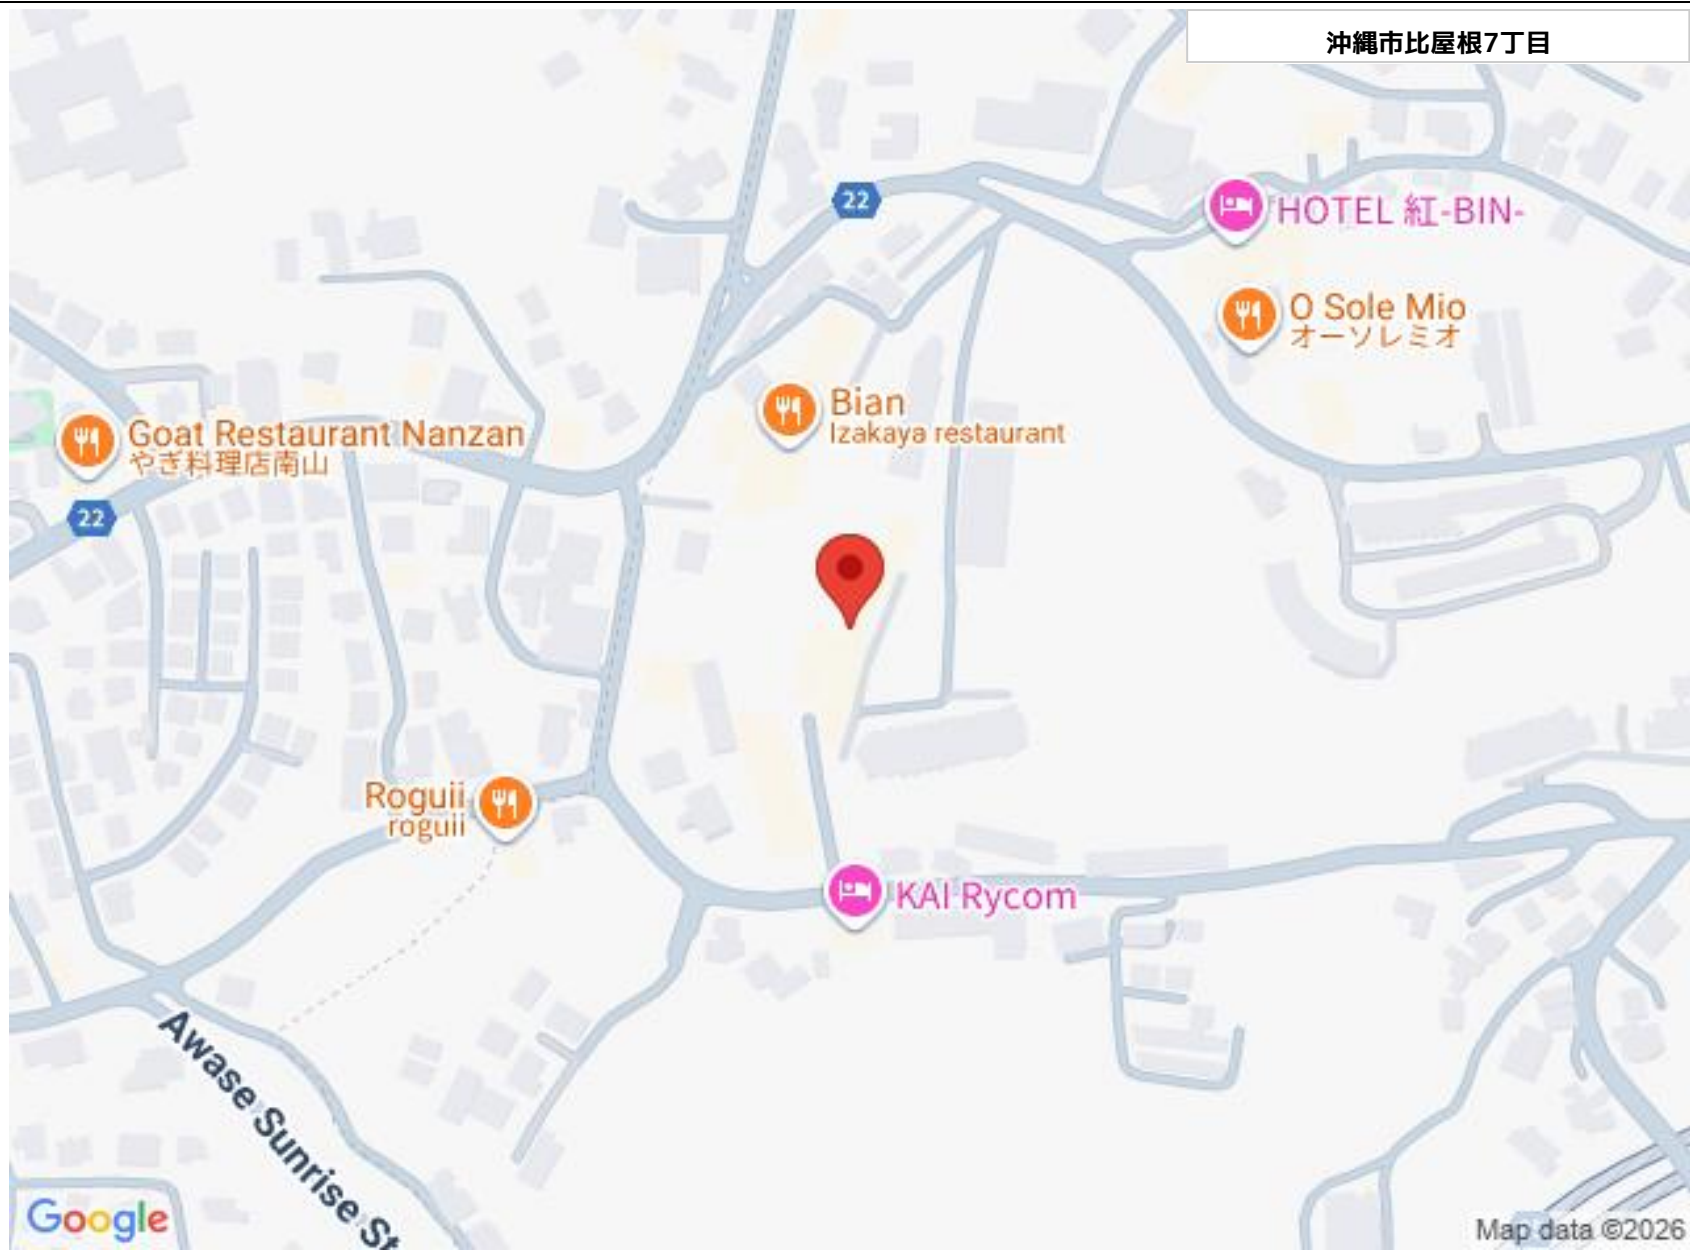 沖縄市比屋根7丁目
22
HOTEL 紅-BIN-
O Sole Mio
オーソレミオ
Bian
Izakaya restaurant
Goat Restaurant Nanzan
やぎ料理店南山
22
Roguii
roguii
KAI Rycom
Awase Sunrise St
Google
Map data ©2026